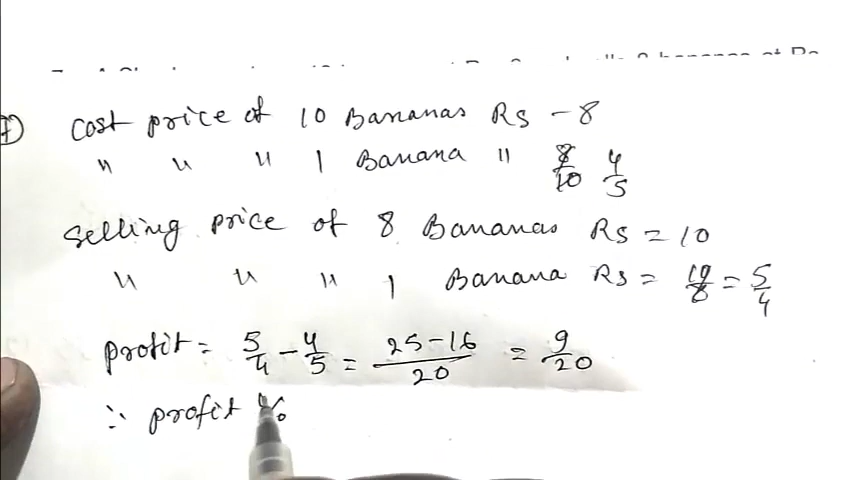 7) Cost price of 10 Bananas Rs - 8
" " " 1 Banana " 8/10 4/5
Selling price of 8 Bananas Rs = 10
" " " 1 Banana Rs = 10/8 = 5/4
profit = 5/4 - 4/5 = 25-16/20 = 9/20
∴ profit %